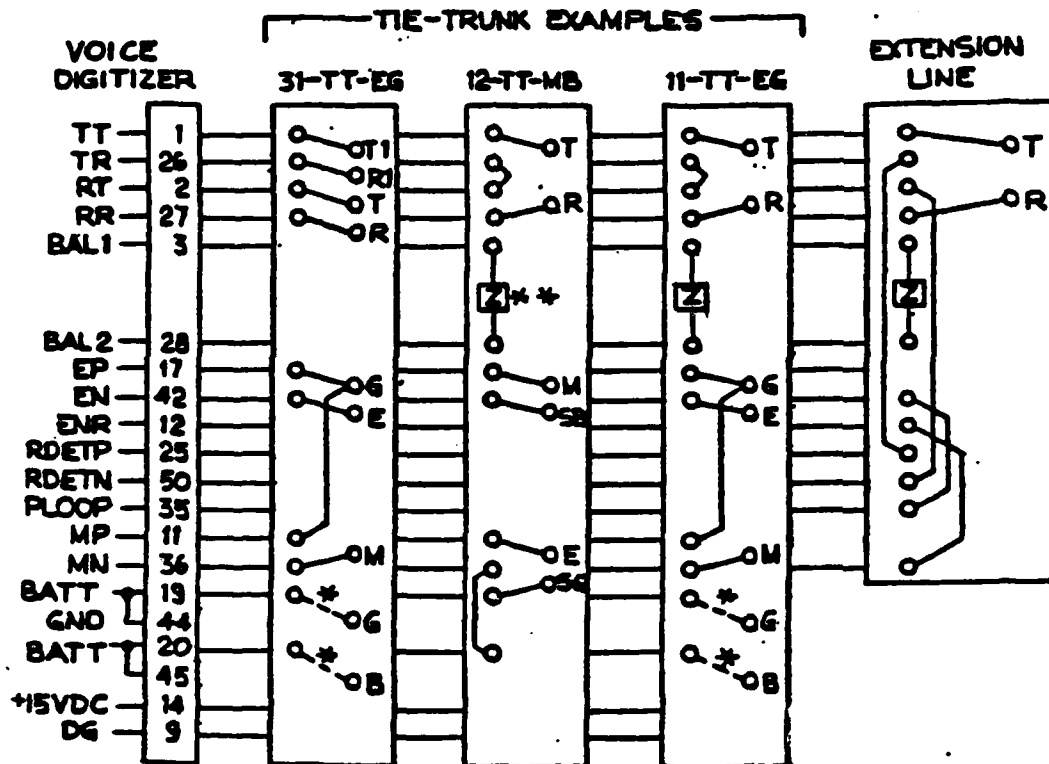 TIE-TRUNK EXAMPLES
VOICE DIGITIZER
31-TT-EG
12-TT-MB
11-TT-EG
EXTENSION LINE
TT 1
TR 26
RT 2
RR 27
BAL1 3
BAL2 28
EP 17
EN 42
ENR 12
RDETP 25
RDETN 50
PLOOP 35
MP 11
MN 36
BATT 19
GND 44
BATT 20
45
+15VDC 14
DG 9
T1
R1
T
R
G
E
M
*
G
*
B
T
R
Z **
M
SB
E
SG
T
R
Z
G
E
M
*
G
*
B
T
R
Z